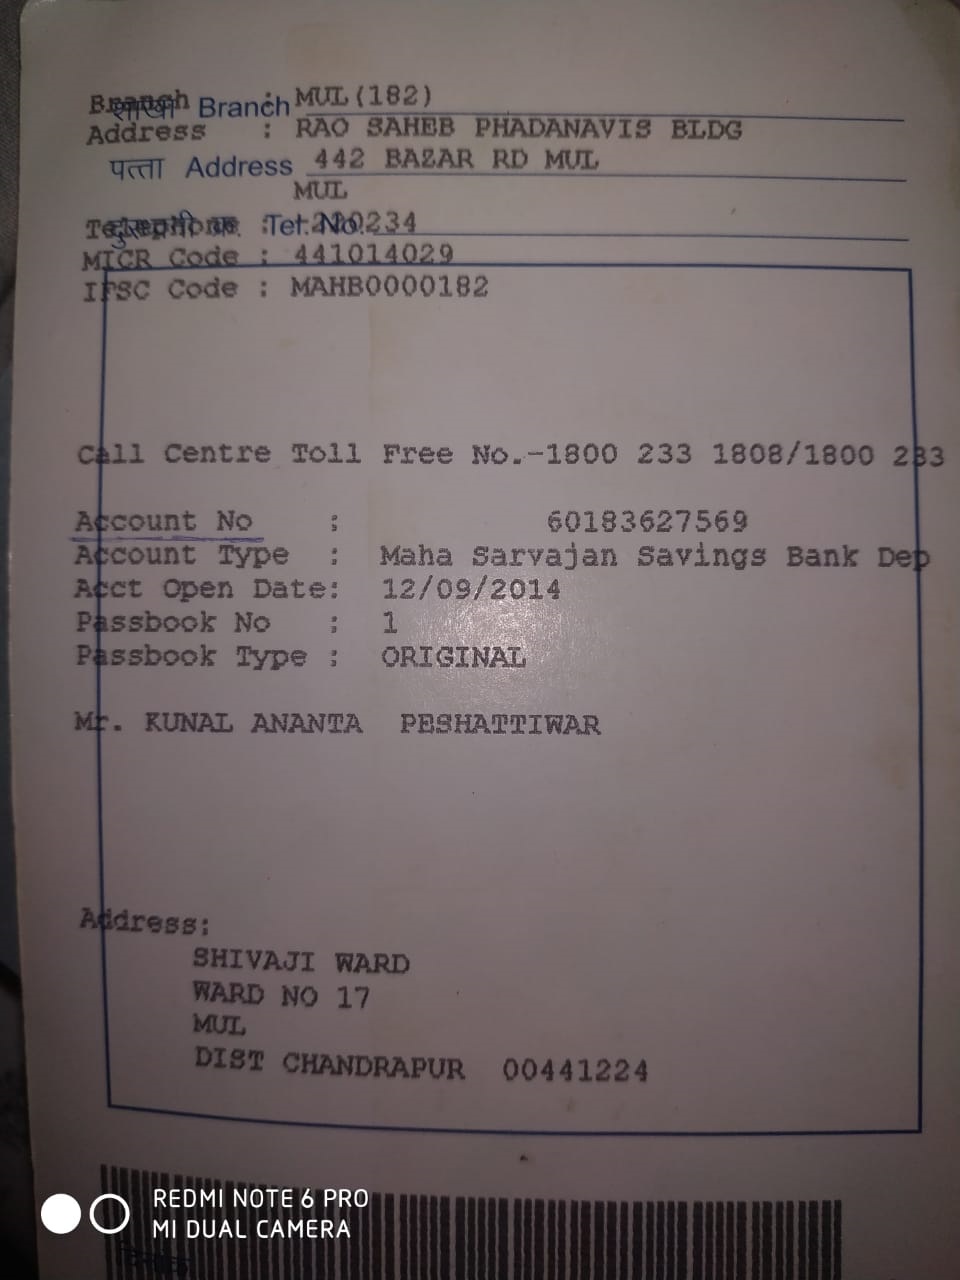 Branch : MUL(182)
शाखा Branch
Address : RAO SAHEB PHADANAVIS BLDG
पत्ता Address 442 BAZAR RD MUL
MUL
Tel. No. : 220234
MICR Code : 441014029
IFSC Code : MAHB0000182
Call Centre Toll Free No.-1800 233 1808/1800 233
Account No : 60183627569
Account Type : Maha Sarvajan Savings Bank Dep
Acct Open Date: 12/09/2014
Passbook No : 1
Passbook Type : ORIGINAL
Mr. KUNAL ANANTA PESHATTIWAR
Address:
SHIVAJI WARD
WARD NO 17
MUL
DIST CHANDRAPUR 00441224
REDMI NOTE 6 PRO
MI DUAL CAMERA